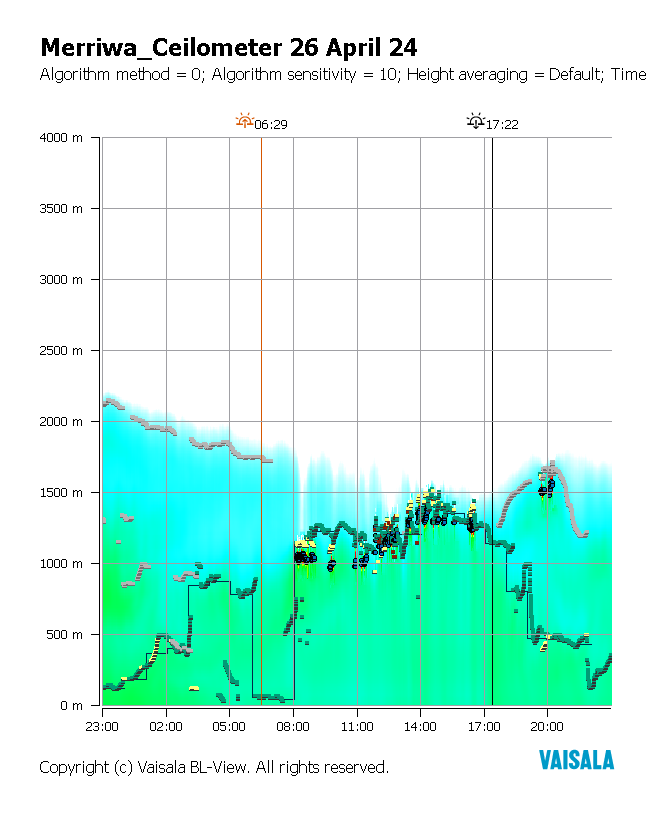 Merriwa_Ceilometer 26 April 24
Algorithm method = 0; Algorithm sensitivity = 10; Height averaging = Default; Time
06:29 17:22
4000 m
3500 m
3000 m
2500 m
2000 m
1500 m
1000 m
500 m
0 m
23:00 02:00 05:00 08:00 11:00 14:00 17:00 20:00
Copyright (c) Vaisala BL-View. All rights reserved.
VAISALA